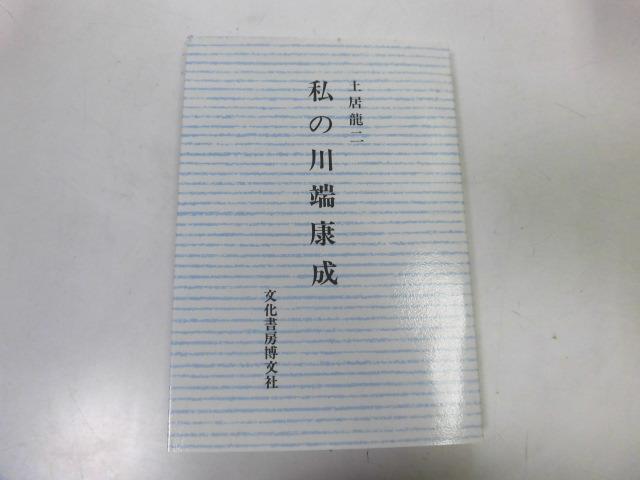 土居龍二
私の川端康成
文化書房博文社